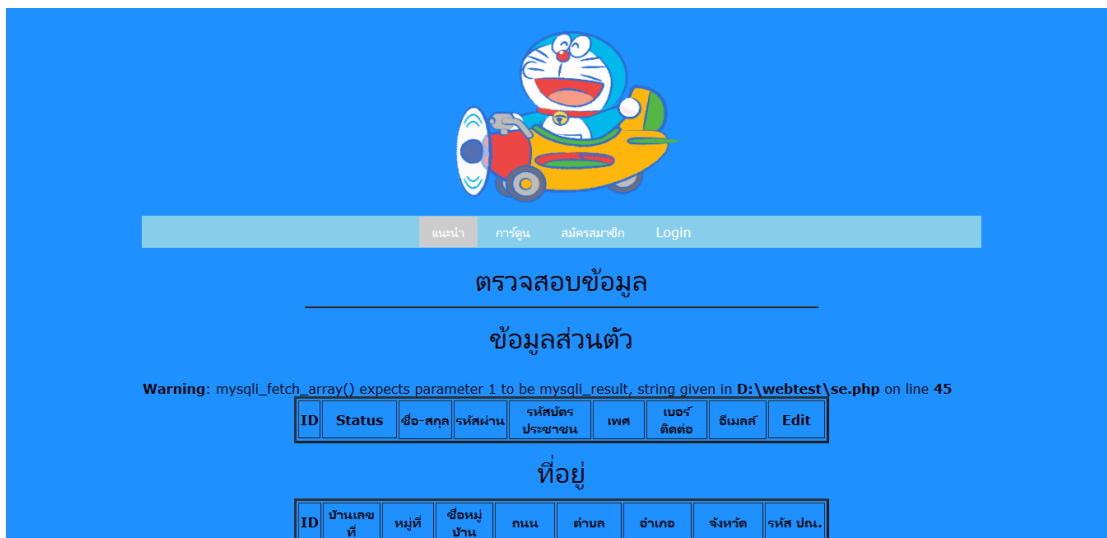 แนะนำ การ์ตูน สมัครสมาชิก Login
ตรวจสอบข้อมูล
ข้อมูลส่วนตัว
Warning: mysqli_fetch_array() expects parameter 1 to be mysqli_result, string given in D:\webtest\se.php on line 45
ID Status ชื่อ-สกุล รหัสผ่าน รหัสบัตร ประชาชน เพศ เบอร์ ติดต่อ อีเมลล์ Edit
ที่อยู่
ID บ้านเลข ที่ หมู่ที่ ชื่อหมู่ บ้าน ถนน ตำบล อำเภอ จังหวัด รหัส ปณ.